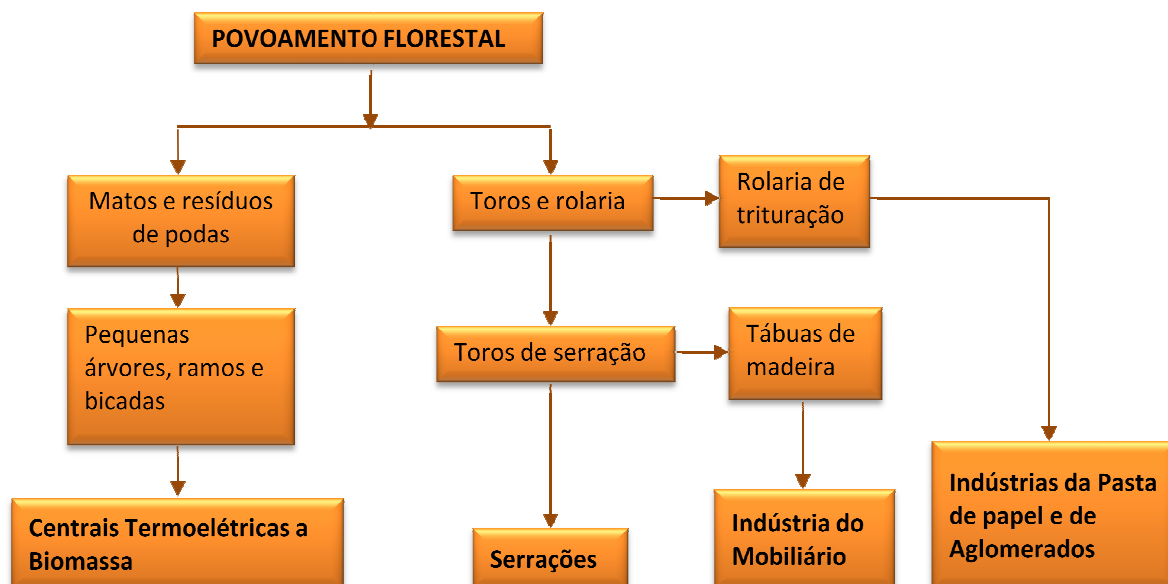 POVOAMENTO FLORESTAL
Matos e resíduos
de podas
Toros e rolaria
Rolaria de
trituração
Pequenas
árvores, ramos e
bicadas
Toros de serração
Tábuas de
madeira
Centrais Termoelétricas a
Biomassa
Serrações
Indústria do
Mobiliário
Indústrias da Pasta
de papel e de
Aglomerados